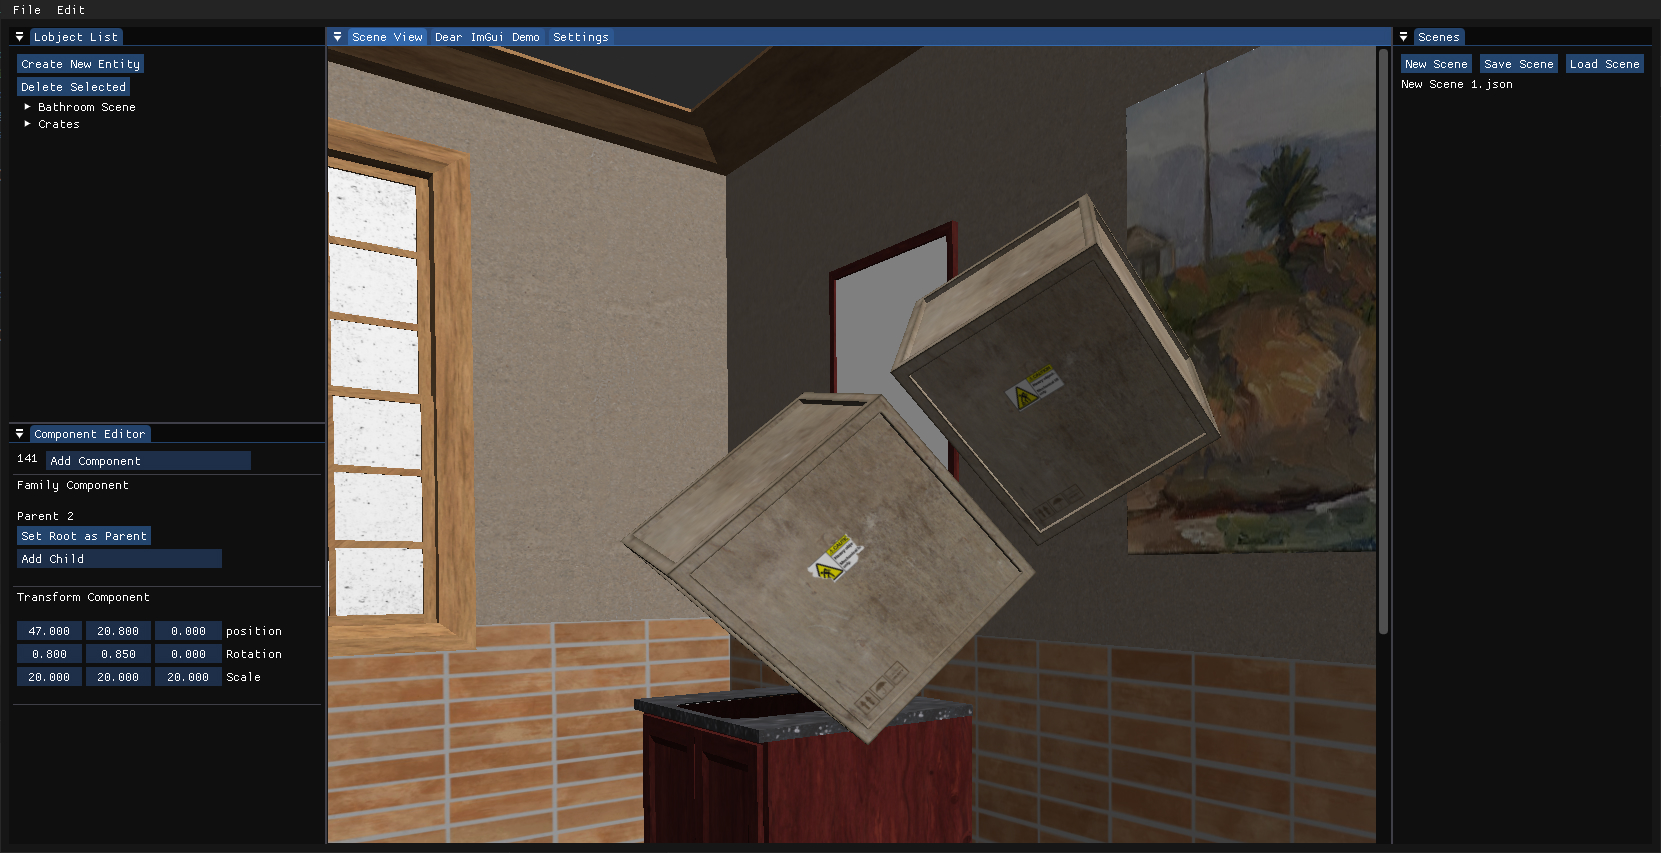 File Edit
Lobject List
Create New Entity
Delete Selected
Bathroom Scene
Crates
Component Editor
141 Add Component
Family Component
Parent 2
Set Root as Parent
Add Child
Transform Component
47.000 20.800 0.000 position
0.800 0.850 0.000 Rotation
20.000 20.000 20.000 Scale
Scene View Dear ImGui Demo Settings
Scenes
New Scene Save Scene Load Scene
New Scene 1.json